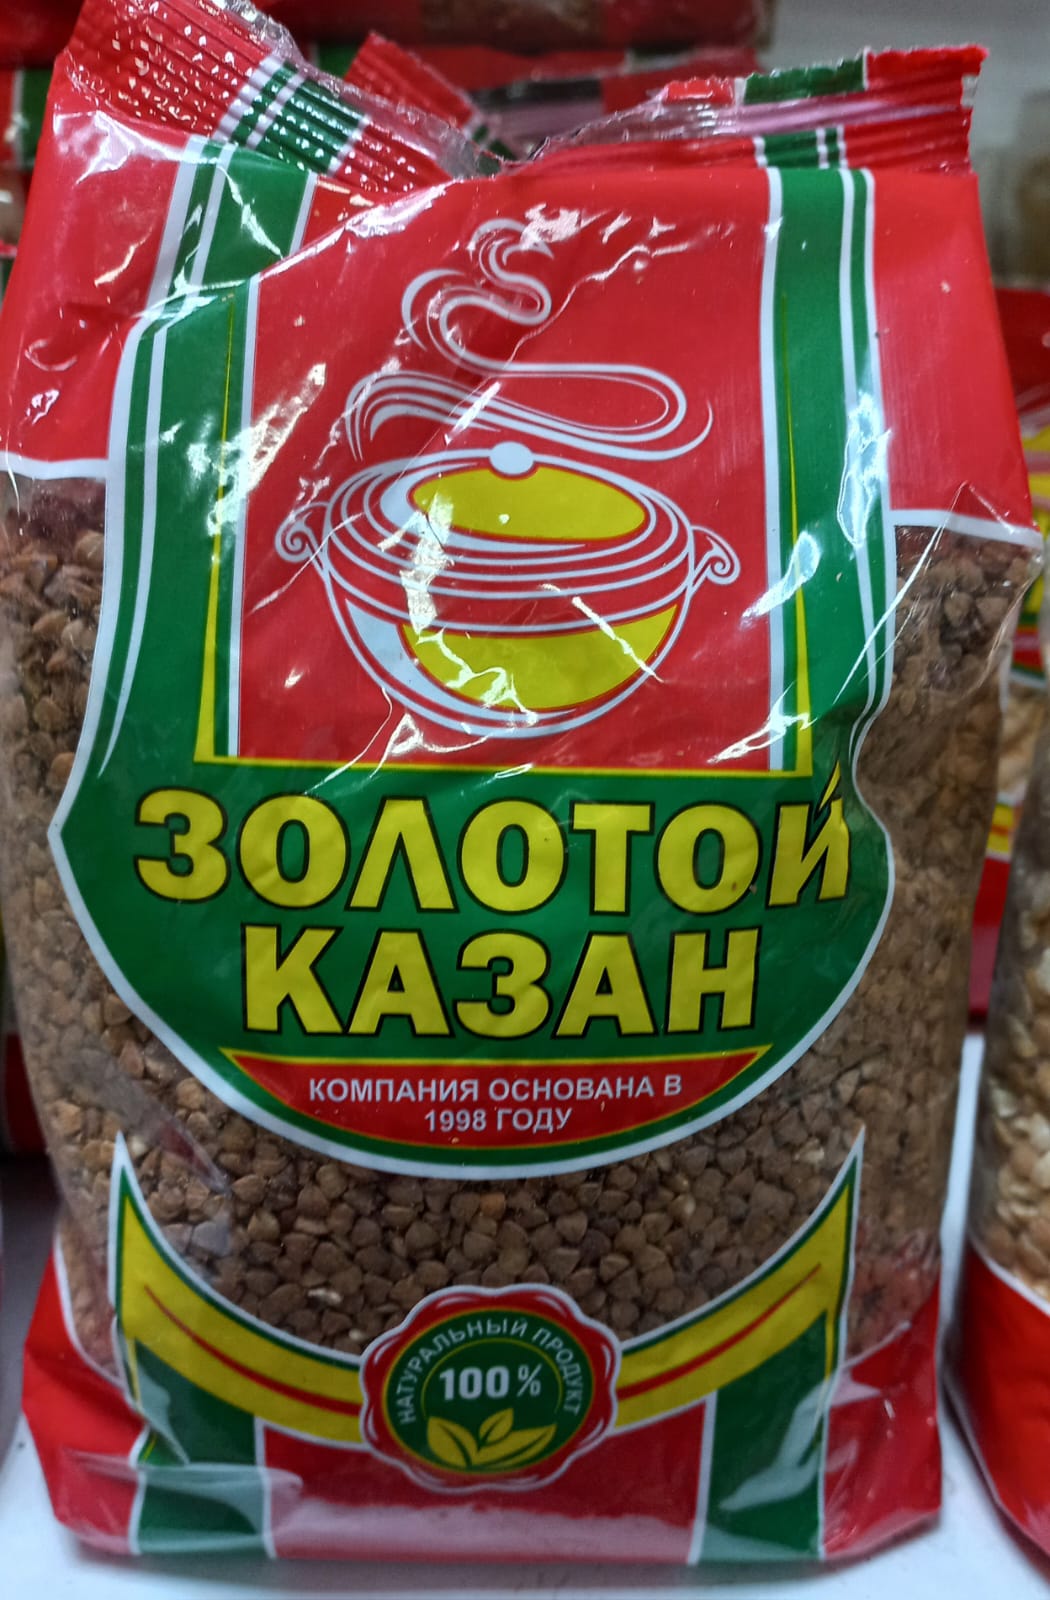 ЗОЛОТОЙ
КАЗАН
КОМПАНИЯ ОСНОВАНА В
1998 ГОДУ
НАТУРАЛЬНЫЙ ПРОДУКТ
100 %